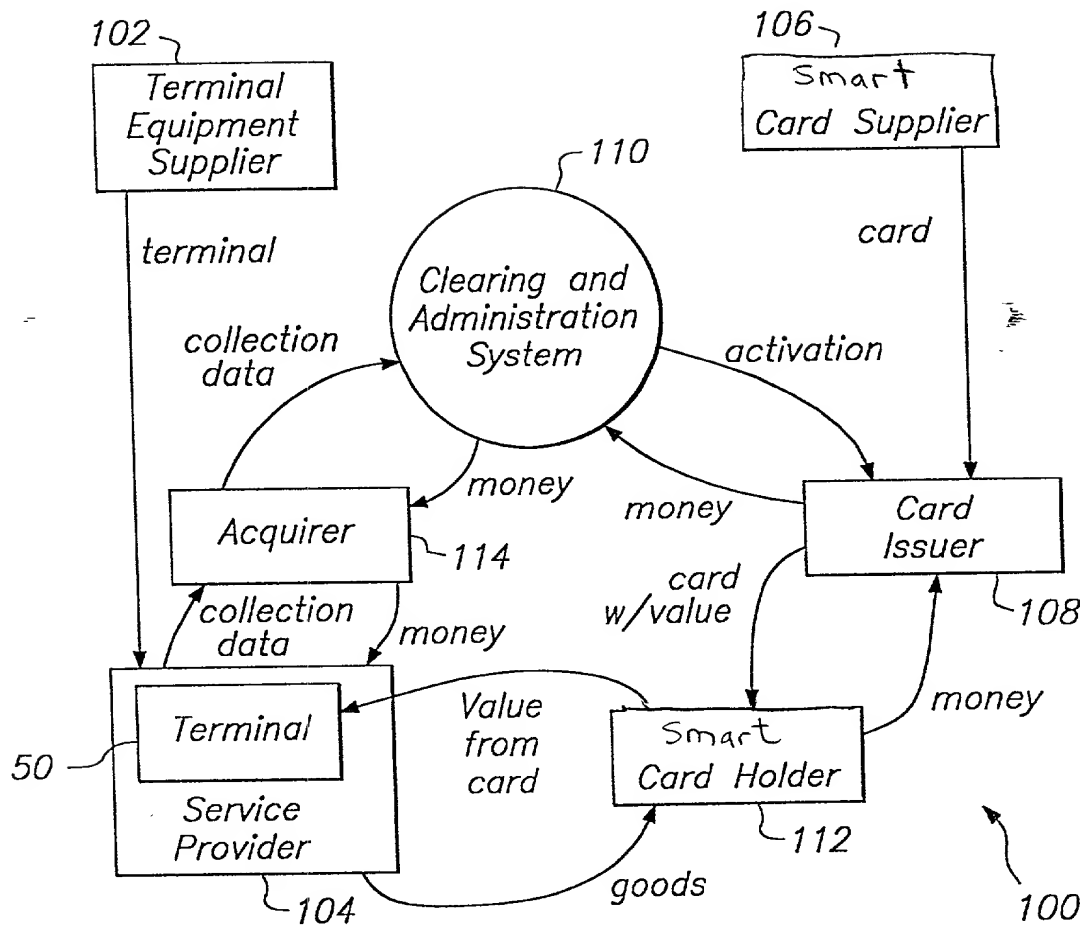 102
Terminal
Equipment
Supplier
106
Smart
Card Supplier
110
terminal
card
Clearing and
Administration
System
collection
data
activation
money
money
Acquirer
114
Card
Issuer
108
collection
data
money
card
w/value
money
Terminal
50
Value
from
card
Smart
Card Holder
112
Service
Provider
104
goods
100